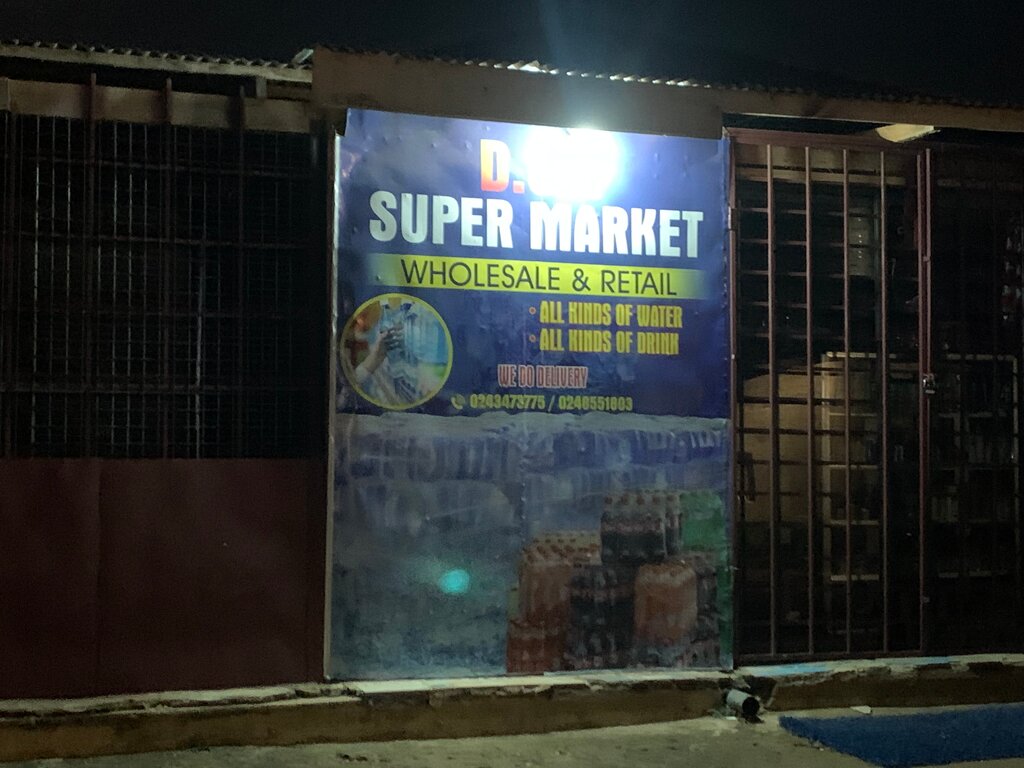 D.
SUPER MARKET
WHOLESALE & RETAIL
• ALL KINDS OF WATER
• ALL KINDS OF DRINK
WE DO DELIVERY
0243473775 / 0240551003